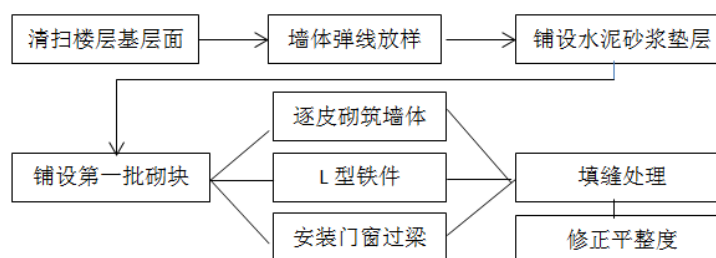 清扫楼层基层面
墙体弹线放样
铺设水泥砂浆垫层
逐皮砌筑墙体
铺设第一批砌块
L 型铁件
填缝处理
安装门窗过梁
修正平整度